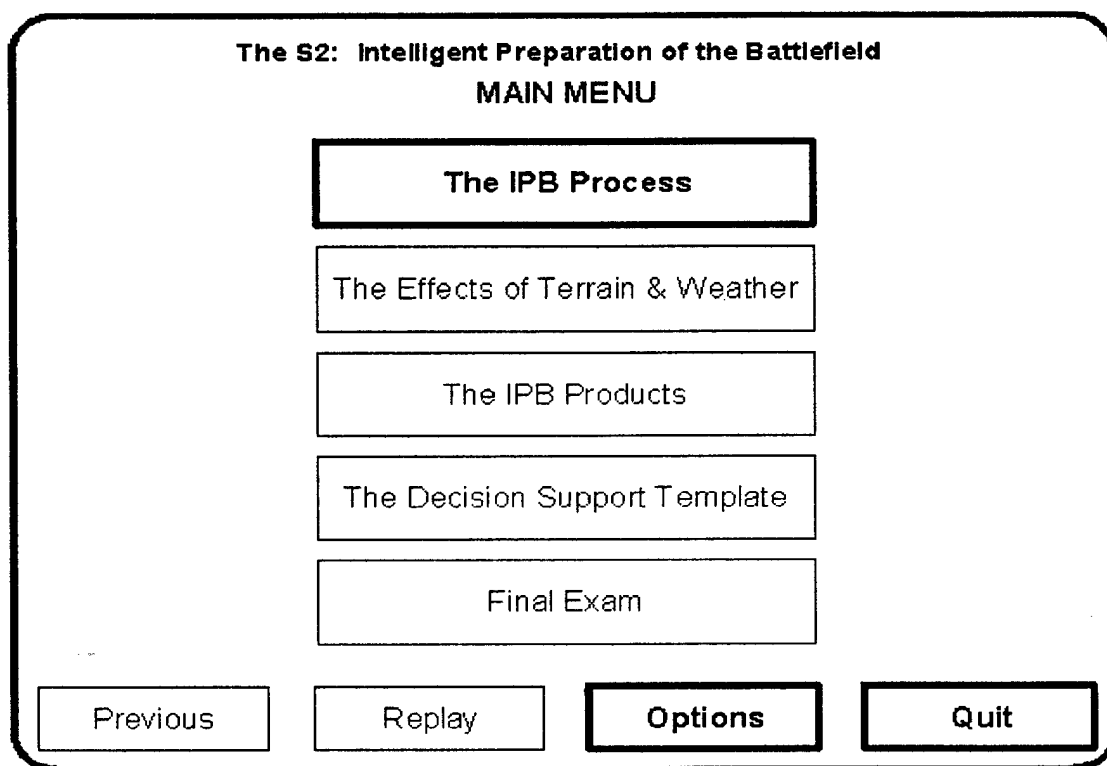 The S2: Intelligent Preparation of the Battlefield
MAIN MENU
The IPB Process
The Effects of Terrain & Weather
The IPB Products
The Decision Support Template
Final Exam
Previous Replay Options Quit